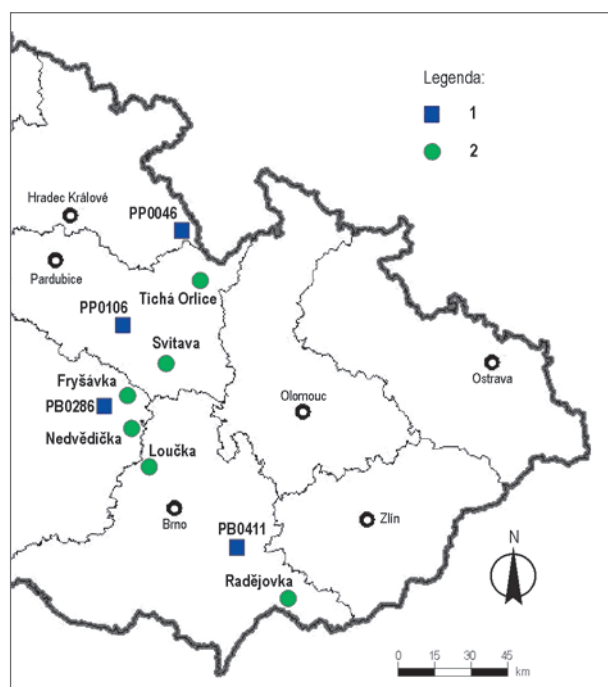 Legenda:
1
2
Hradec Králové
PP0046
Pardubice
Tichá Orlice
PP0106
Svitava
Ostrava
Fryšávka
PB0286
Olomouc
Nedvědička
Loučka
Brno
Zlín
PB0411
N
Radějovka
0 15 30 45
km